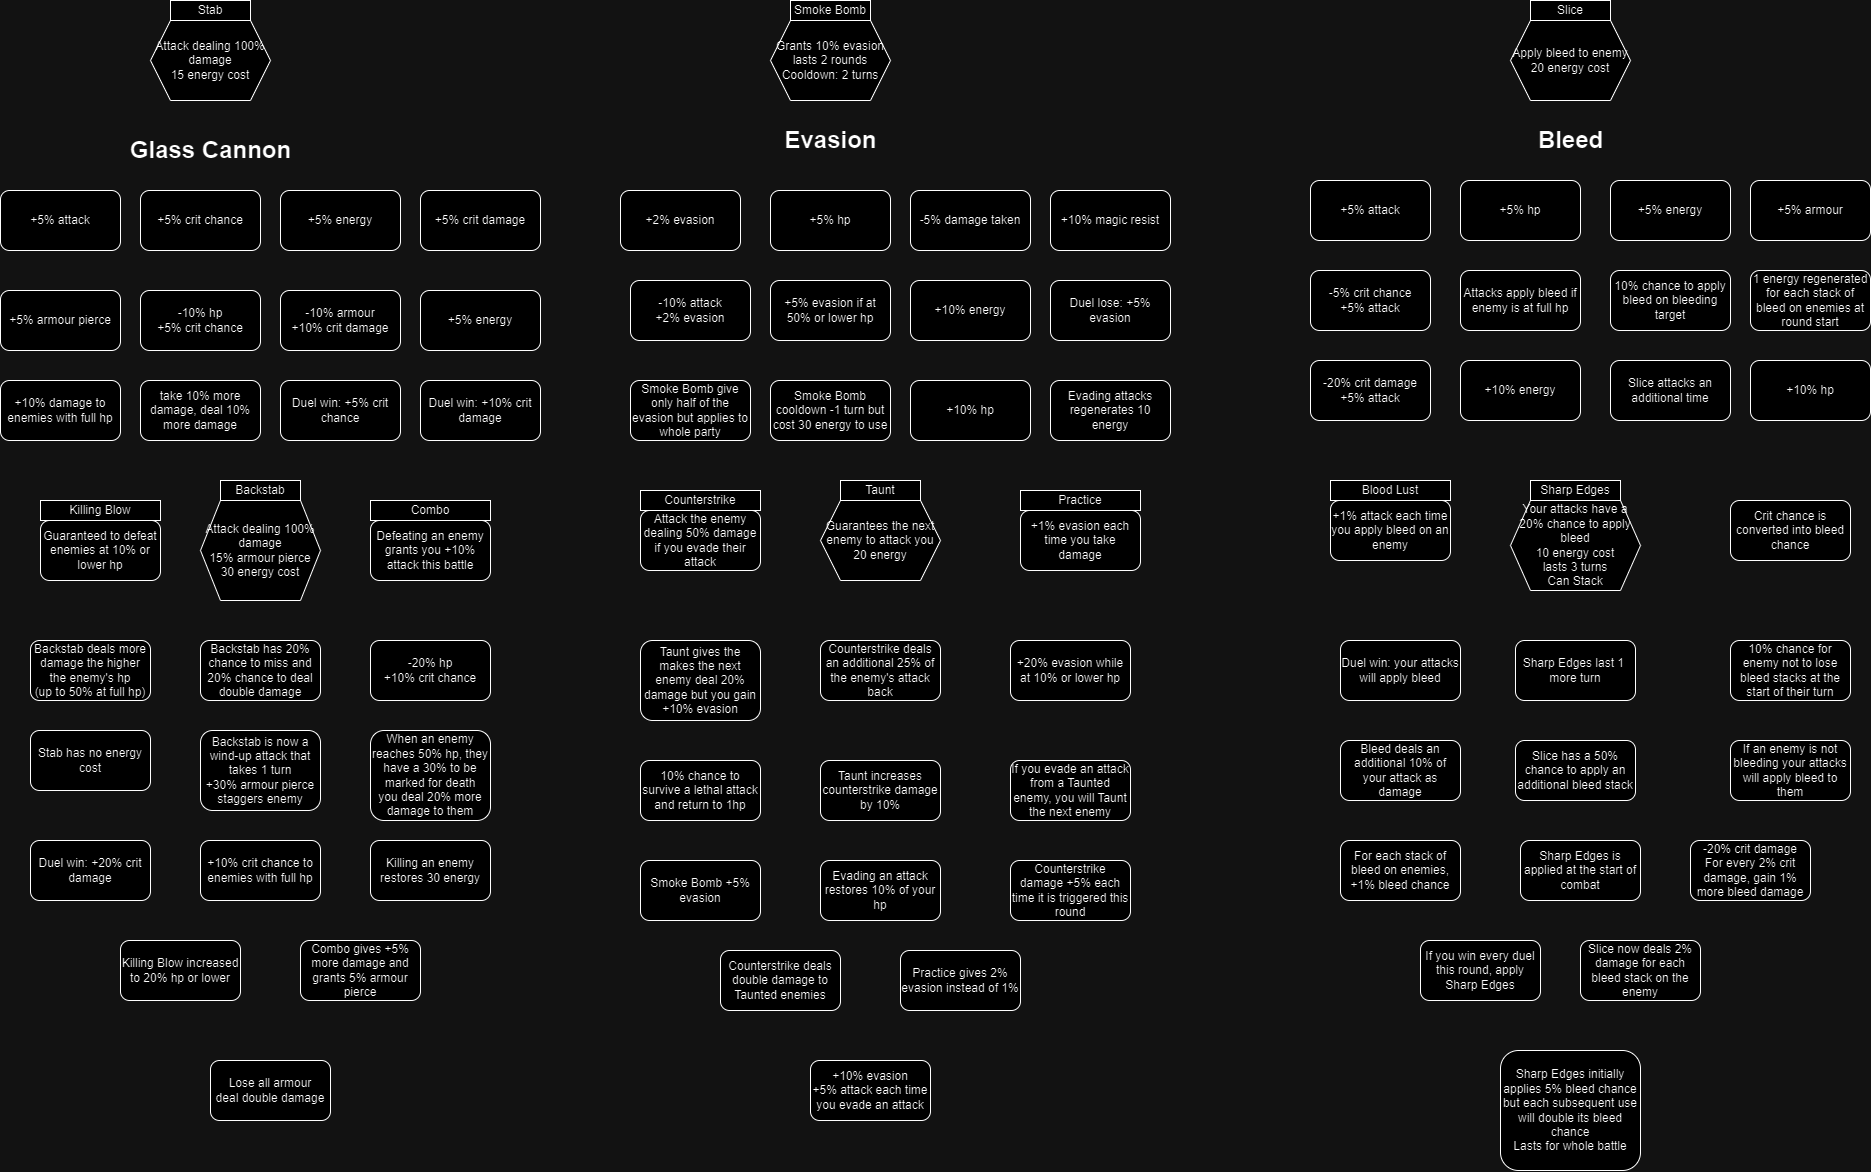 Stab
Attack dealing 100%
damage
15 energy cost
Smoke Bomb
Grants 10% evasion
lasts 2 rounds
Cooldown: 2 turns
Slice
Apply bleed to enemy
20 energy cost
Glass Cannon
+5% attack
+5% crit chance
+5% energy
+5% crit damage
+5% armour pierce
-10% hp
+5% crit chance
-10% armour
+10% crit damage
+5% energy
+10% damage to
enemies with full hp
take 10% more
damage, deal 10%
more damage
Duel win: +5% crit
chance
Duel win: +10% crit
damage
Killing Blow
Guaranteed to defeat
enemies at 10% or
lower hp
Backstab
Attack dealing 100%
damage
15% armour pierce
30 energy cost
Combo
Defeating an enemy
grants you +10%
attack this battle
Backstab deals more
damage the higher
the enemy's hp
(up to 50% at full hp)
Backstab has 20%
chance to miss and
20% chance to deal
double damage
-20% hp
+10% crit chance
Stab has no energy
cost
Backstab is now a
wind-up attack that
takes 1 turn
+30% armour pierce
staggers enemy
When an enemy
reaches 50% hp, they
have a 30% to be
marked for death
you deal 20% more
damage to them
Duel win: +20% crit
damage
+10% crit chance to
enemies with full hp
Killing an enemy
restores 30 energy
Killing Blow increased
to 20% hp or lower
Combo gives +5%
more damage and
grants 5% armour
pierce
Lose all armour
deal double damage
Evasion
+2% evasion
+5% hp
-5% damage taken
+10% magic resist
-10% attack
+2% evasion
+5% evasion if at
50% or lower hp
+10% energy
Duel lose: +5%
evasion
Smoke Bomb give
only half of the
evasion but applies to
whole party
Smoke Bomb
cooldown -1 turn but
cost 30 energy to use
+10% hp
Evading attacks
regenerates 10
energy
Counterstrike
Attack the enemy
dealing 50% damage
if you evade their
attack
Taunt
Guarantees the next
enemy to attack you
20 energy
Practice
+1% evasion each
time you take
damage
Taunt gives the
makes the next
enemy deal 20%
damage but you gain
+10% evasion
Counterstrike deals
an additional 25% of
the enemy's attack
back
+20% evasion while
at 10% or lower hp
10% chance to
survive a lethal attack
and return to 1hp
Taunt increases
counterstrike damage
by 10%
If you evade an attack
from a Taunted
enemy, you will Taunt
the next enemy
Smoke Bomb +5%
evasion
Evading an attack
restores 10% of your
hp
Counterstrike
damage +5% each
time it is triggered this
round
Counterstrike deals
double damage to
Taunted enemies
Practice gives 2%
evasion instead of 1%
+10% evasion
+5% attack each time
you evade an attack
Bleed
+5% attack
+5% hp
+5% energy
+5% armour
-5% crit chance
+5% attack
Attacks apply bleed if
enemy is at full hp
10% chance to apply
bleed on bleeding
target
1 energy regenerated
for each stack of
bleed on enemies at
round start
-20% crit damage
+5% attack
+10% energy
Slice attacks an
additional time
+10% hp
Blood Lust
+1% attack each time
you apply bleed on an
enemy
Sharp Edges
Your attacks have a
20% chance to apply
bleed
10 energy cost
lasts 3 turns
Can Stack
Crit chance is
converted into bleed
chance
Duel win: your attacks
will apply bleed
Sharp Edges last 1
more turn
10% chance for
enemy not to lose
bleed stacks at the
start of their turn
Bleed deals an
additional 10% of
your attack as
damage
Slice has a 50%
chance to apply an
additional bleed stack
If an enemy is not
bleeding your attacks
will apply bleed to
them
For each stack of
bleed on enemies,
+1% bleed chance
Sharp Edges is
applied at the start of
combat
-20% crit damage
For every 2% crit
damage, gain 1%
more bleed damage
If you win every duel
this round, apply
Sharp Edges
Slice now deals 2%
damage for each
bleed stack on the
enemy
Sharp Edges initially
applies 5% bleed chance
but each subsequent use
will double its bleed
chance
Lasts for whole battle